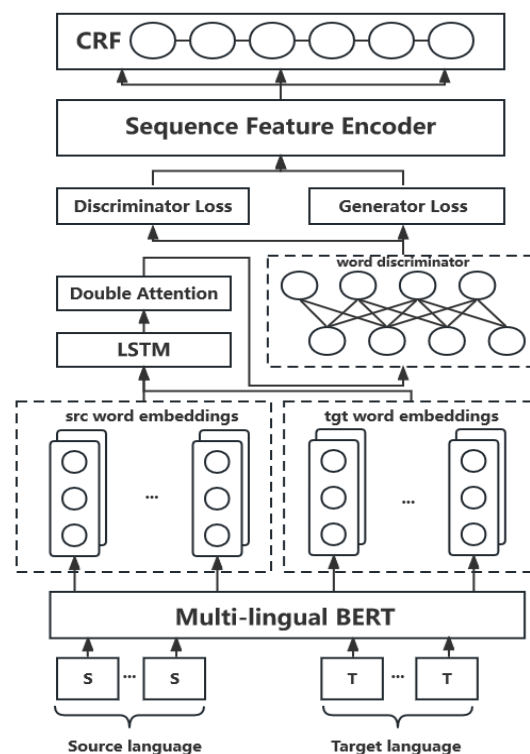 CRF
Sequence Feature Encoder
Discriminator Loss
Generator Loss
word discriminator
Double Attention
LSTM
src word embeddings
tgt word embeddings
...
...
Multi-lingual BERT
S ... S
T ... T
Source language
Target language